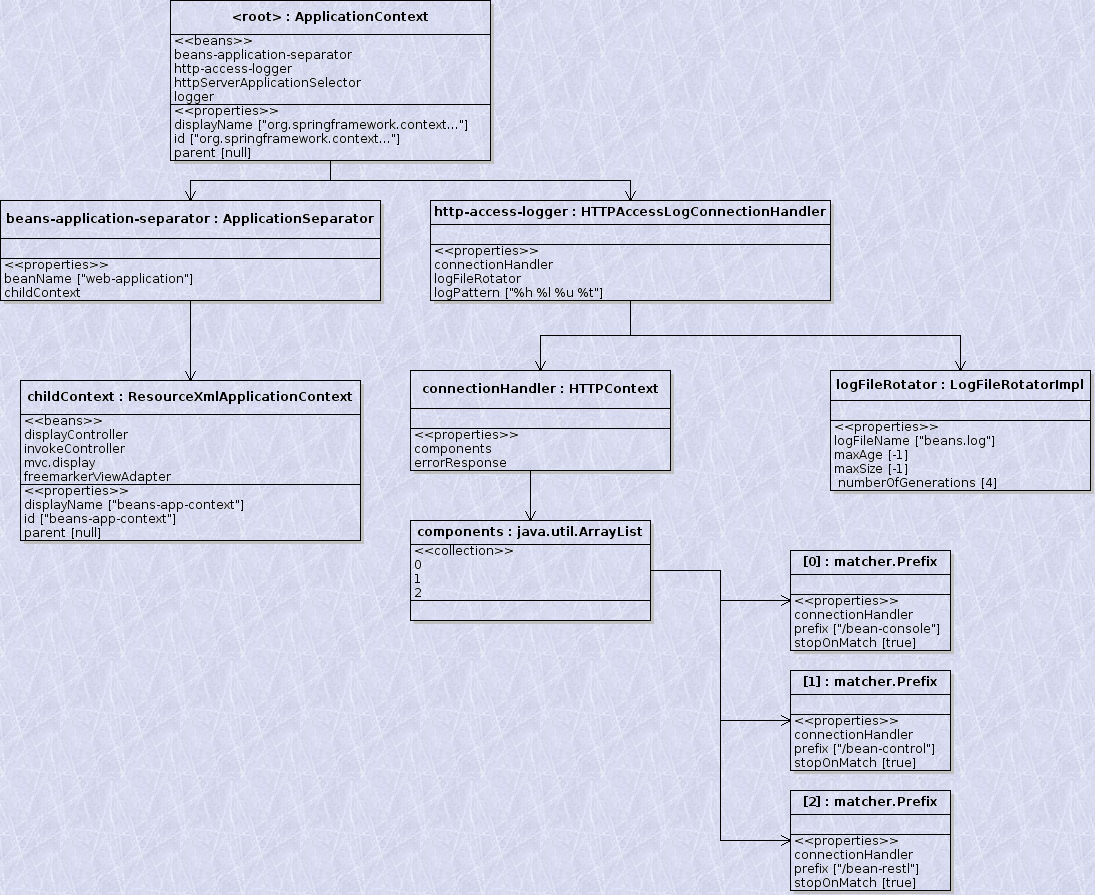 <root> : ApplicationContext
<<beans>>
beans-application-separator
http-access-logger
httpServerApplicationSelector
logger
<<properties>>
displayName ["org.springframework.context..."]
id ["org.springframework.context..."]
parent [null]
beans-application-separator : ApplicationSeparator
<<properties>>
beanName ["web-application"]
childContext
http-access-logger : HTTPAccessLogConnectionHandler
<<properties>>
connectionHandler
logFileRotator
logPattern ["%h %l %u %t"]
childContext : ResourceXmlApplicationContext
<<beans>>
displayController
invokeController
mvc.display
freemarkerViewAdapter
<<properties>>
displayName ["beans-app-context"]
id ["beans-app-context"]
parent [null]
connectionHandler : HTTPContext
<<properties>>
components
errorResponse
logFileRotator : LogFileRotatorImpl
<<properties>>
logFileName ["beans.log"]
maxAge [-1]
maxSize [-1]
numberOfGenerations [4]
components : java.util.ArrayList
<<collection>>
0
1
2
[0] : matcher.Prefix
<<properties>>
connectionHandler
prefix ["/bean-console"]
stopOnMatch [true]
[1] : matcher.Prefix
<<properties>>
connectionHandler
prefix ["/bean-control"]
stopOnMatch [true]
[2] : matcher.Prefix
<<properties>>
connectionHandler
prefix ["/bean-restl"]
stopOnMatch [true]